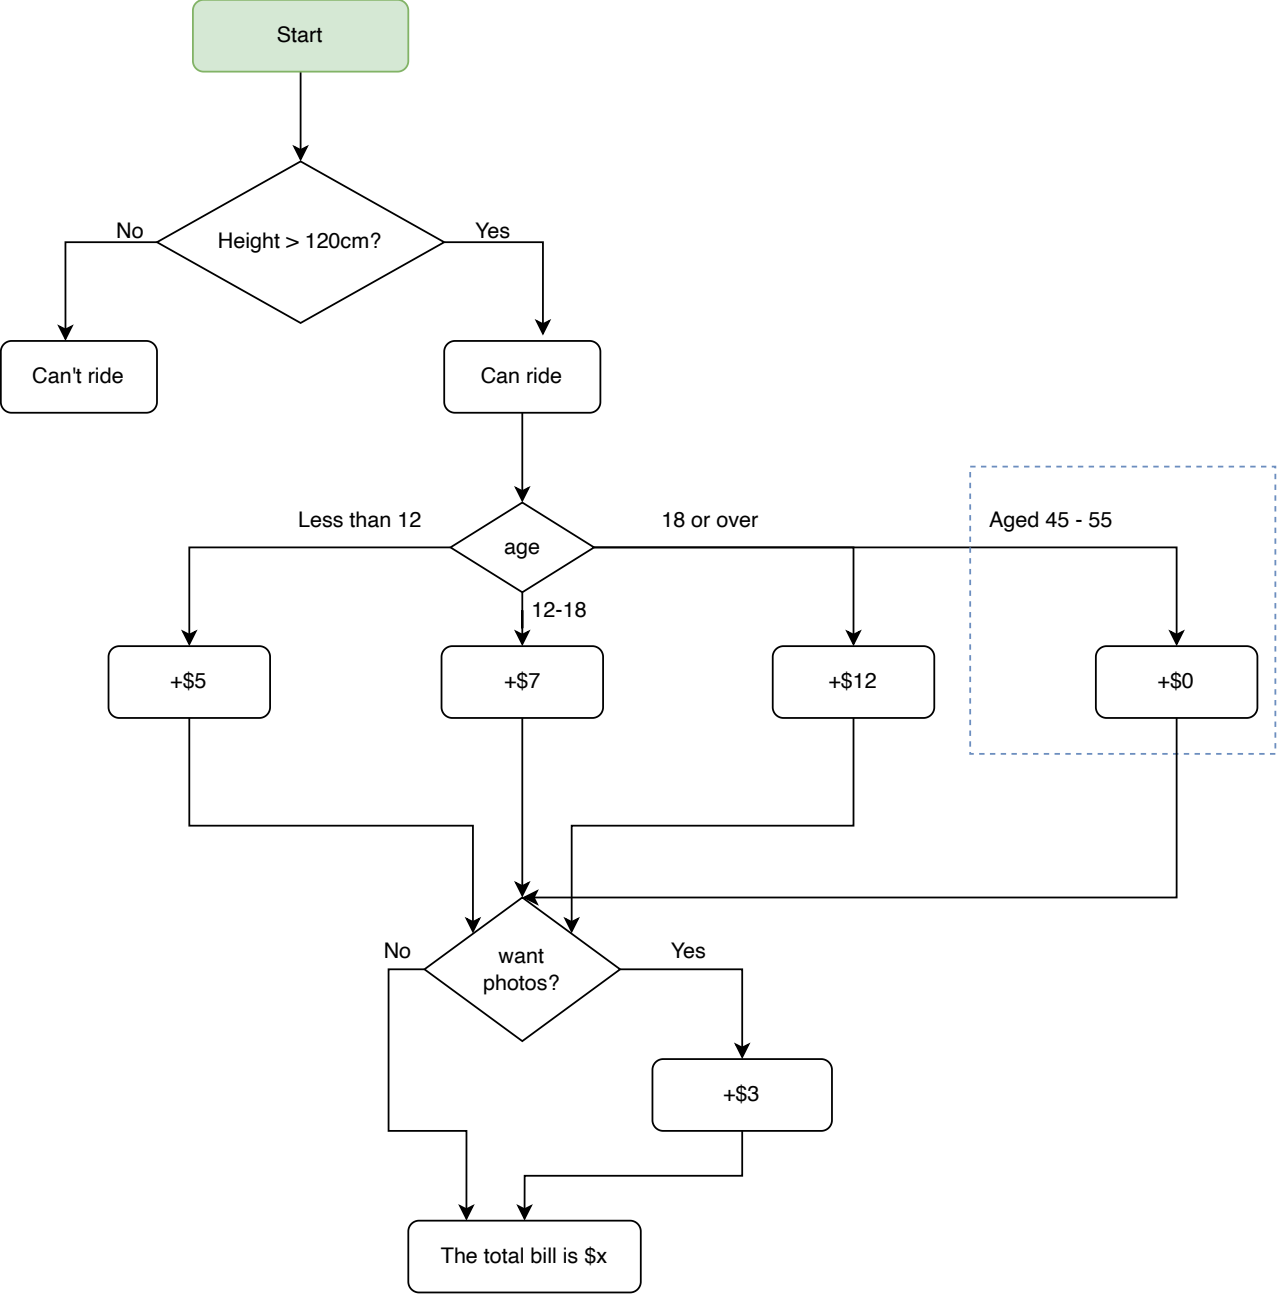 Start
Height > 120cm?
No
Yes
Can't ride
Can ride
Less than 12
age
18 or over
Aged 45 - 55
12-18
+$5
+$7
+$12
+$0
want
photos?
No
Yes
+$3
The total bill is $x